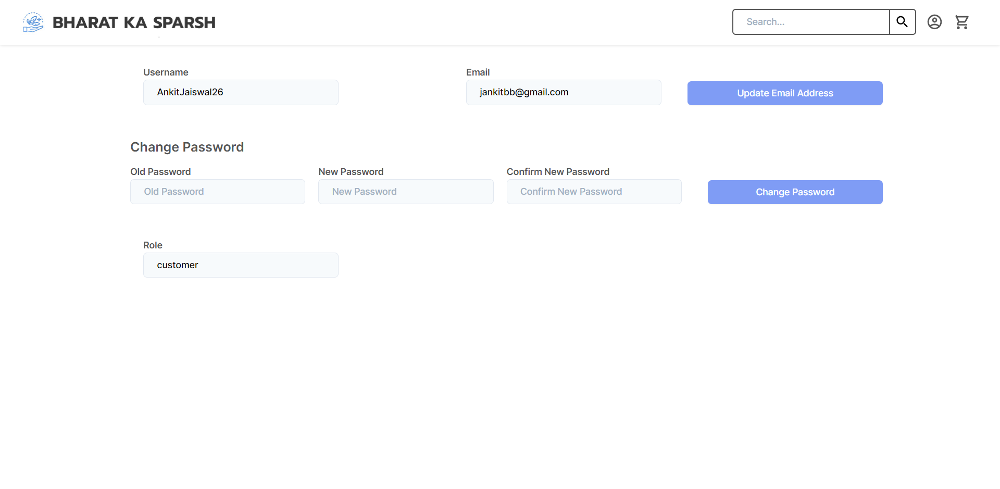 BHARAT KA SPARSH
Search...
Username
Email
AnkitJaiswal26
jankitbb@gmail.com
Update Email Address
Change Password
Old Password
New Password
Confirm New Password
Old Password
New Password
Confirm New Password
Change Password
Role
customer